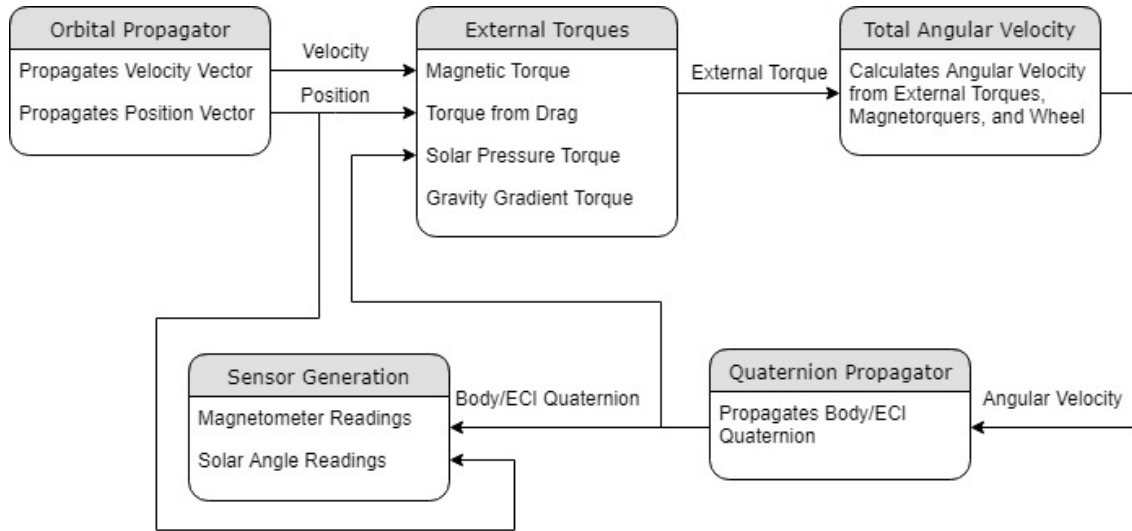 Orbital Propagator
Propagates Velocity Vector
Propagates Position Vector
Velocity
Position
External Torques
Magnetic Torque
Torque from Drag
Solar Pressure Torque
Gravity Gradient Torque
External Torque
Total Angular Velocity
Calculates Angular Velocity
from External Torques,
Magnetorquers, and Wheel
Sensor Generation
Magnetometer Readings
Solar Angle Readings
Body/ECI Quaternion
Quaternion Propagator
Propagates Body/ECI
Quaternion
Angular Velocity